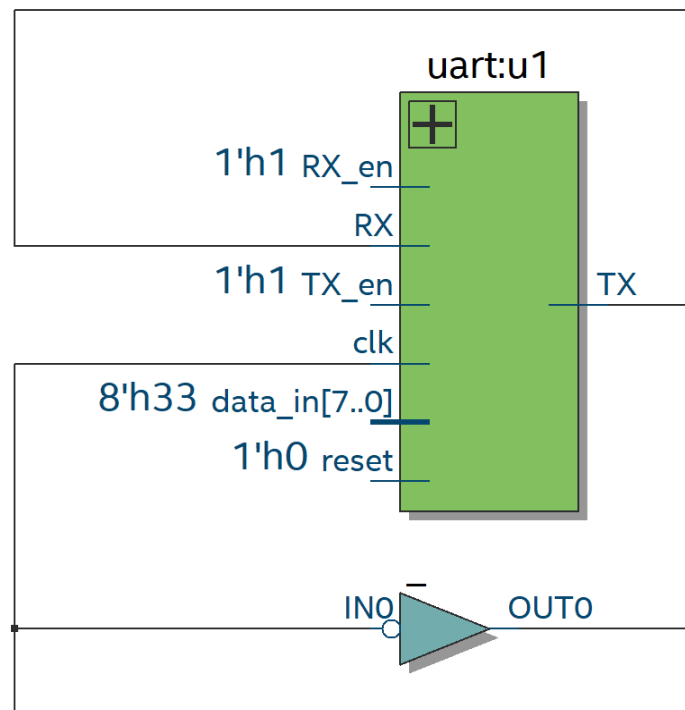 uart:u1
1'h1 RX_en
RX
1'h1 TX_en
TX
clk
8'h33 data_in[7..0]
1'h0 reset
IN0
OUT0